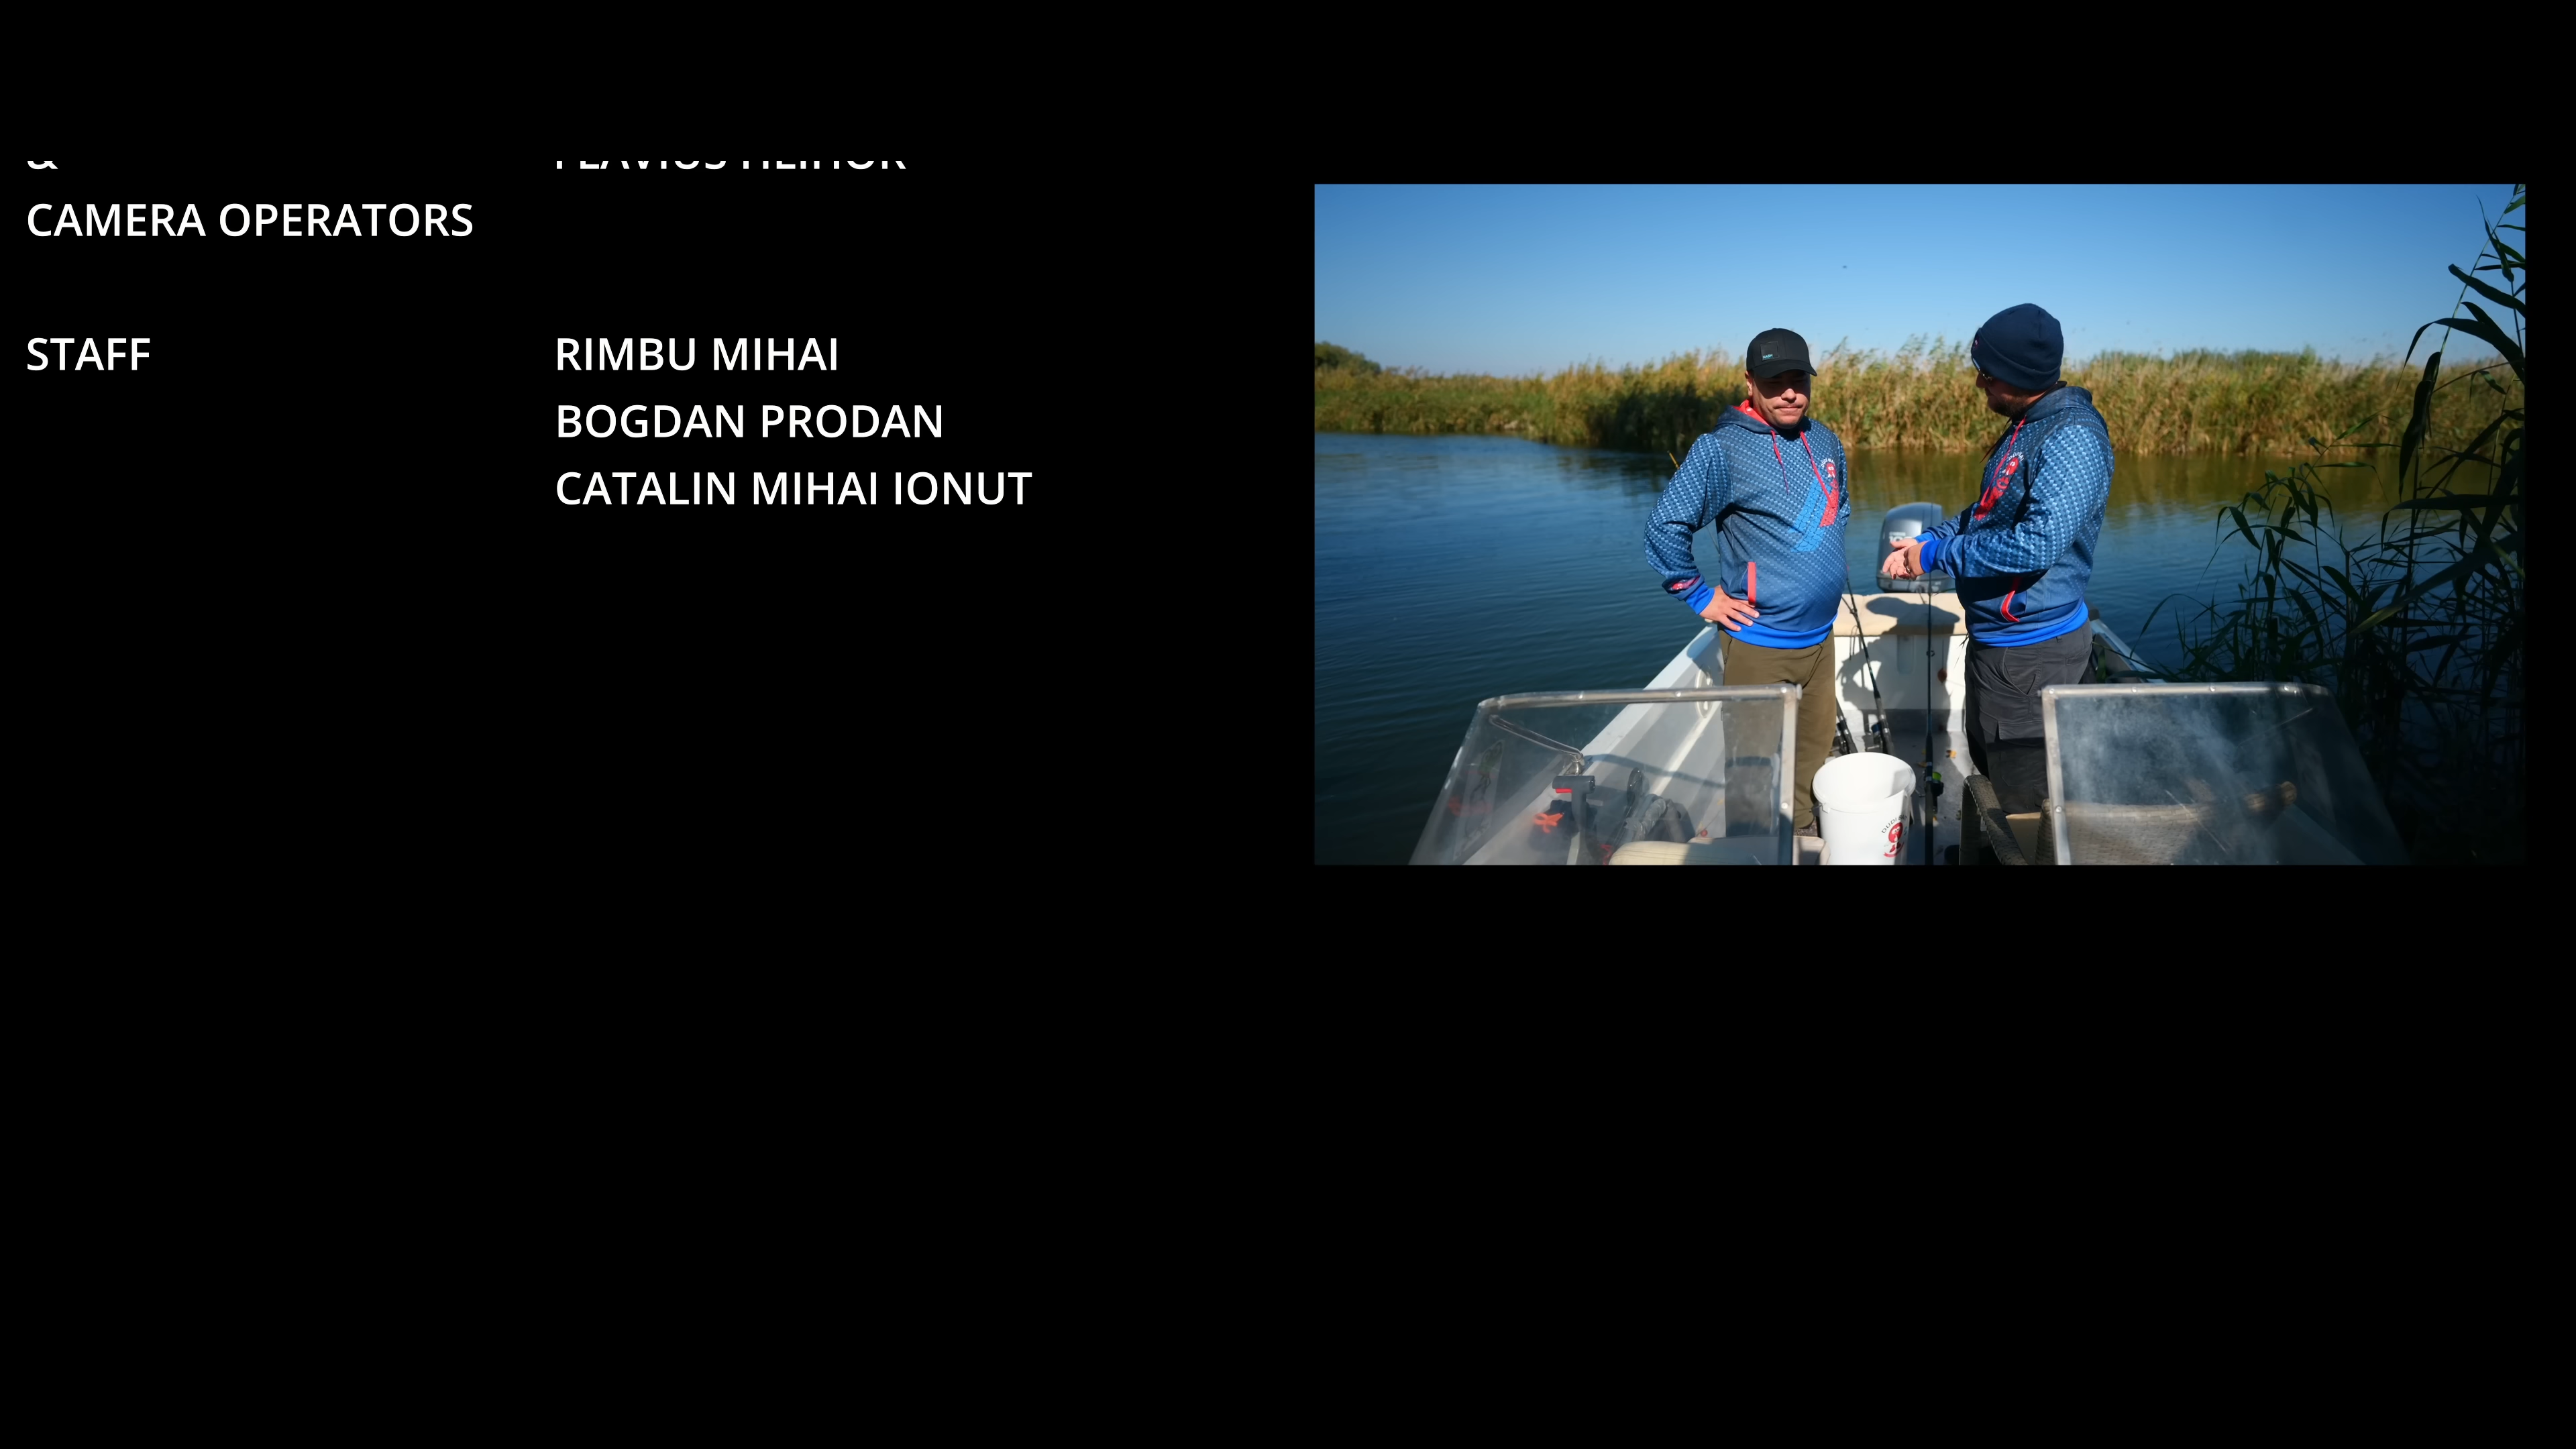 &
CAMERA OPERATORS
STAFF
RIMBU MIHAI
BOGDAN PRODAN
CATALIN MIHAI IONUT